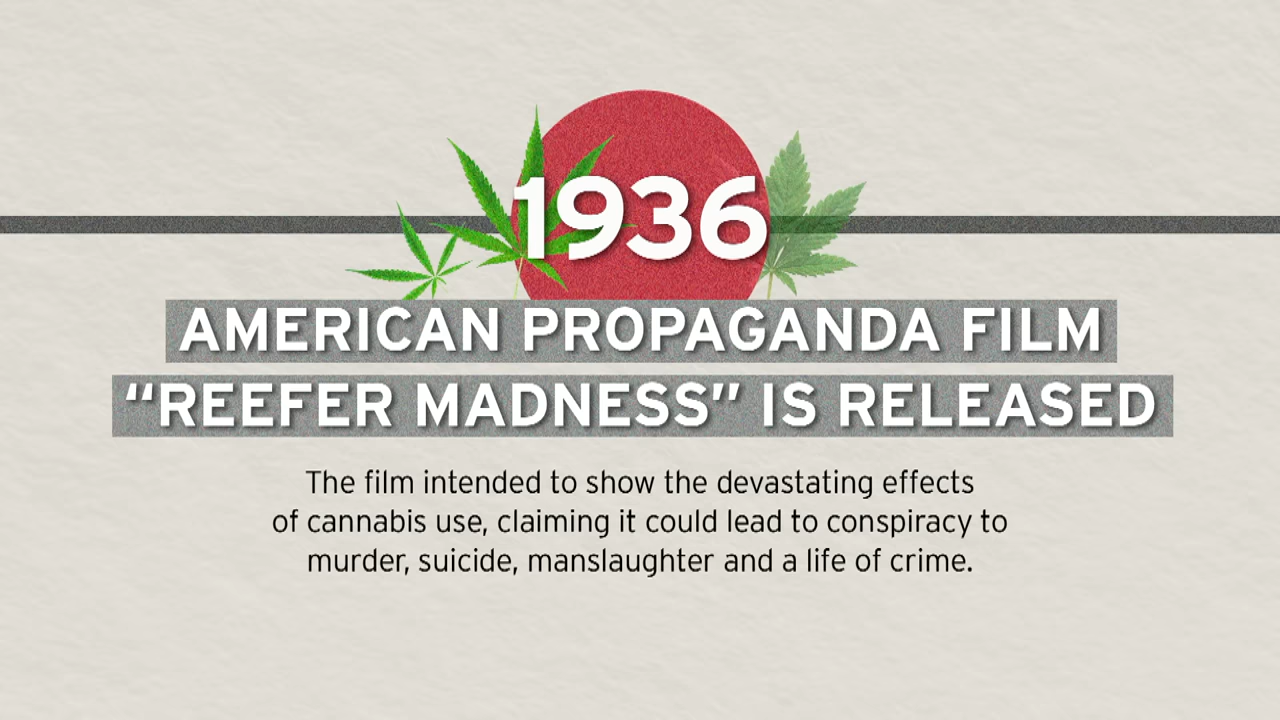 1936
AMERICAN PROPAGANDA FILM
“REEFER MADNESS” IS RELEASED
The film intended to show the devastating effects
of cannabis use, claiming it could lead to conspiracy to
murder, suicide, manslaughter and a life of crime.